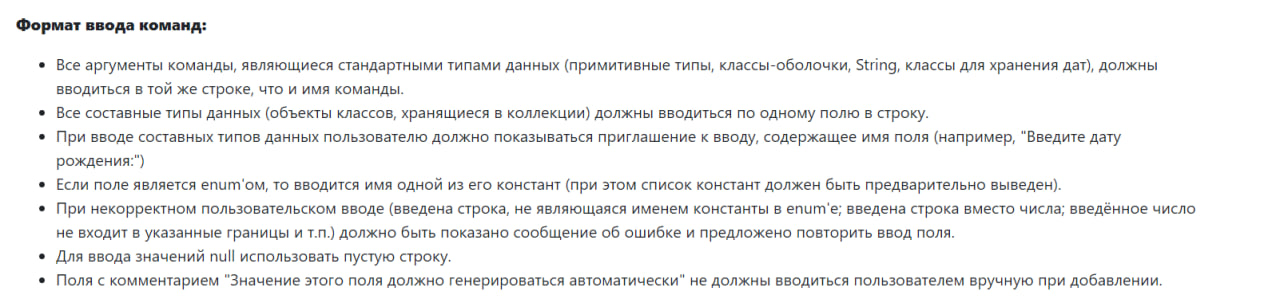 Формат ввода команд:
Все аргументы команды, являющиеся стандартными типами данных (примитивные типы, классы-оболочки, String, классы для хранения дат), должны
вводиться в той же строке, что и имя команды.
Все составные типы данных (объекты классов, хранящиеся в коллекции) должны вводиться по одному полю в строку.
При вводе составных типов данных пользователю должно показываться приглашение к вводу, содержащее имя поля (например, "Введите дату
рождения:")
Если поле является enum'ом, то вводится имя одной из его констант (при этом список констант должен быть предварительно выведен).
При некорректном пользовательском вводе (введена строка, не являющаяся именем константы в enum'е; введена строка вместо числа; введённое число
не входит в указанные границы и т.п.) должно быть показано сообщение об ошибке и предложено повторить ввод поля.
Для ввода значений null использовать пустую строку.
Поля с комментарием "Значение этого поля должно генерироваться автоматически" не должны вводиться пользователем вручную при добавлении.